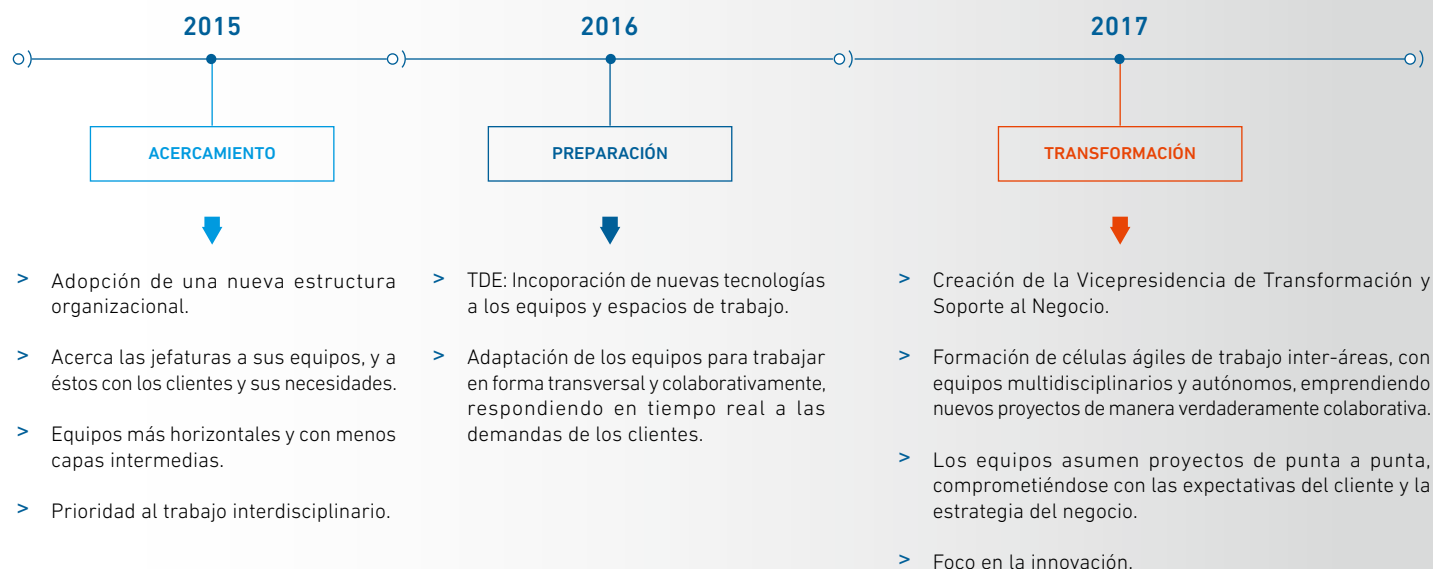 2015
ACERCAMIENTO
> Adopción de una nueva estructura
organizacional.
> Acerca las jefaturas a sus equipos, y a
éstos con los clientes y sus necesidades.
> Equipos más horizontales y con menos
capas intermedias.
> Prioridad al trabajo interdisciplinario.
2016
PREPARACIÓN
> TDE: Incoporación de nuevas tecnologías
a los equipos y espacios de trabajo.
> Adaptación de los equipos para trabajar
en forma transversal y colaborativamente,
respondiendo en tiempo real a las
demandas de los clientes.
2017
TRANSFORMACIÓN
> Creación de la Vicepresidencia de Transformación y
Soporte al Negocio.
> Formación de células ágiles de trabajo inter-áreas, con
equipos multidisciplinarios y autónomos, emprendiendo
nuevos proyectos de manera verdaderamente colaborativa.
> Los equipos asumen proyectos de punta a punta,
comprometiéndose con las expectativas del cliente y la
estrategia del negocio.
> Foco en la innovación.